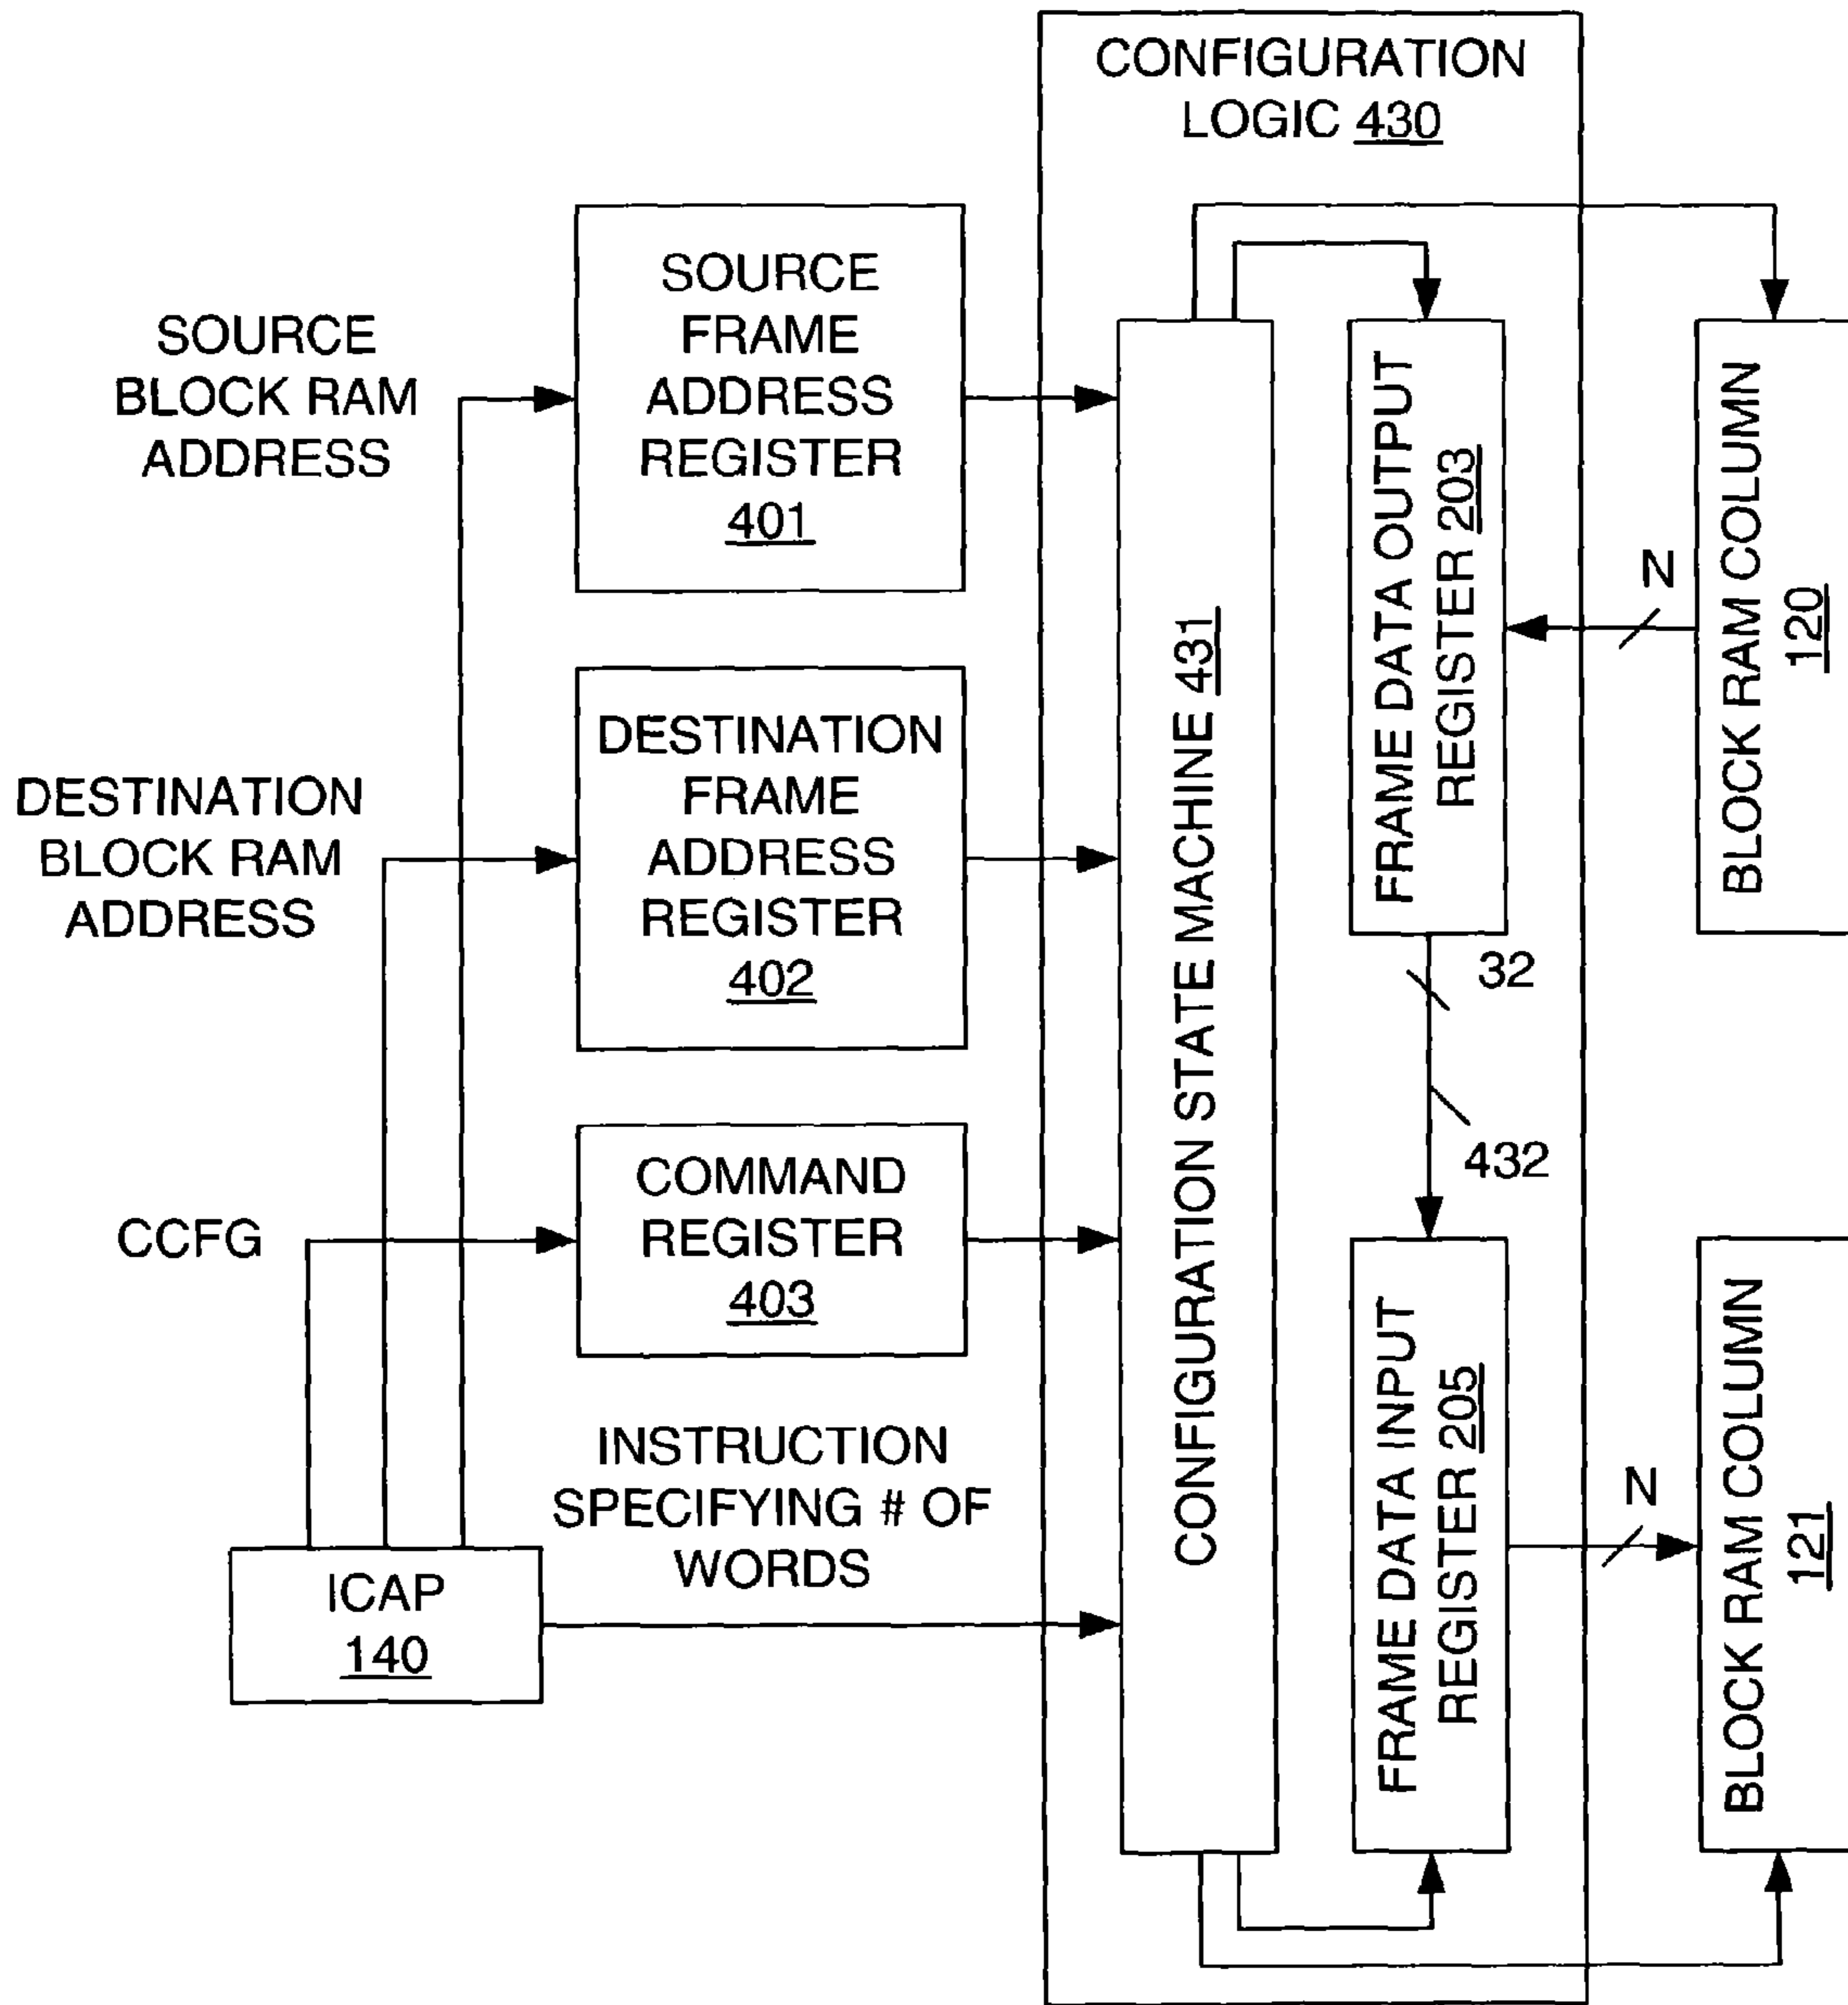 CONFIGURATION
LOGIC 430
SOURCE
BLOCK RAM
ADDRESS
SOURCE
FRAME
ADDRESS
REGISTER
401
DESTINATION
BLOCK RAM
ADDRESS
DESTINATION
FRAME
ADDRESS
REGISTER
402
CCFG
COMMAND
REGISTER
403
ICAP
140
INSTRUCTION
SPECIFYING # OF
WORDS
CONFIGURATION STATE MACHINE 431
FRAME DATA OUTPUT
REGISTER 203
N
BLOCK RAM COLUMN
120
32
432
FRAME DATA INPUT
REGISTER 205
N
BLOCK RAM COLUMN
121